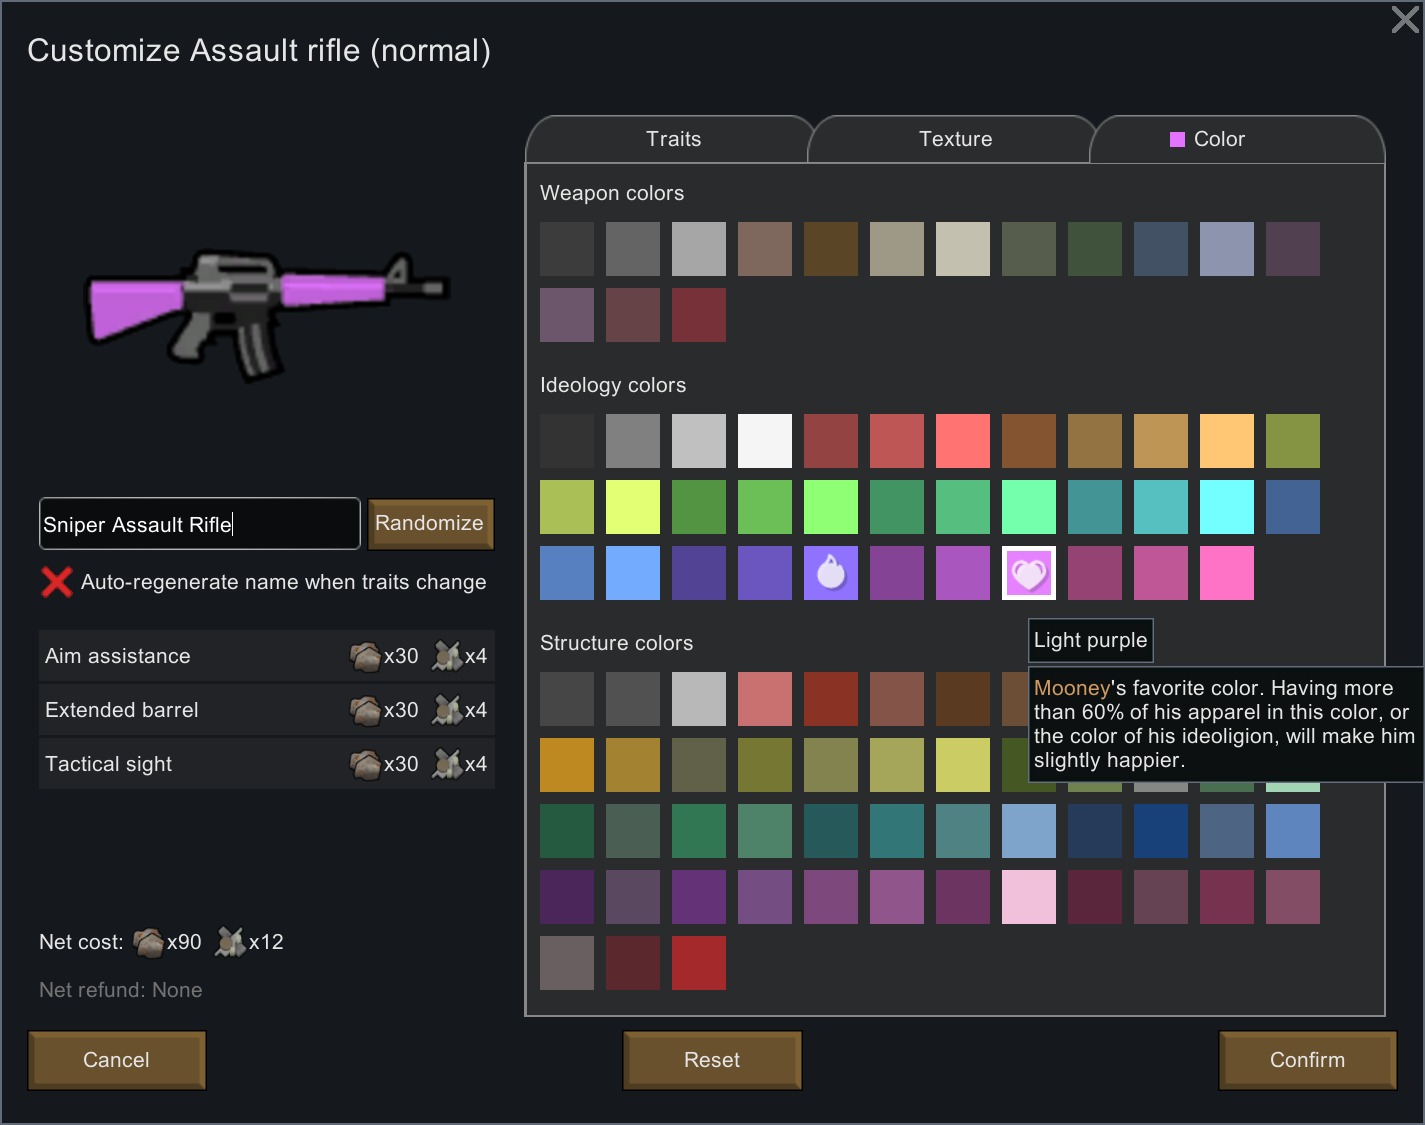 Customize Assault rifle (normal)
Traits
Texture
Color
Weapon colors
Ideology colors
Sniper Assault Rifle
Randomize
Auto-regenerate name when traits change
Aim assistance x30 x4
Extended barrel x30 x4
Tactical sight x30 x4
Structure colors
Light purple
Mooney's favorite color. Having more
than 60% of his apparel in this color, or
the color of his ideoligion, will make him
slightly happier.
Net cost: x90 x12
Net refund: None
Cancel
Reset
Confirm